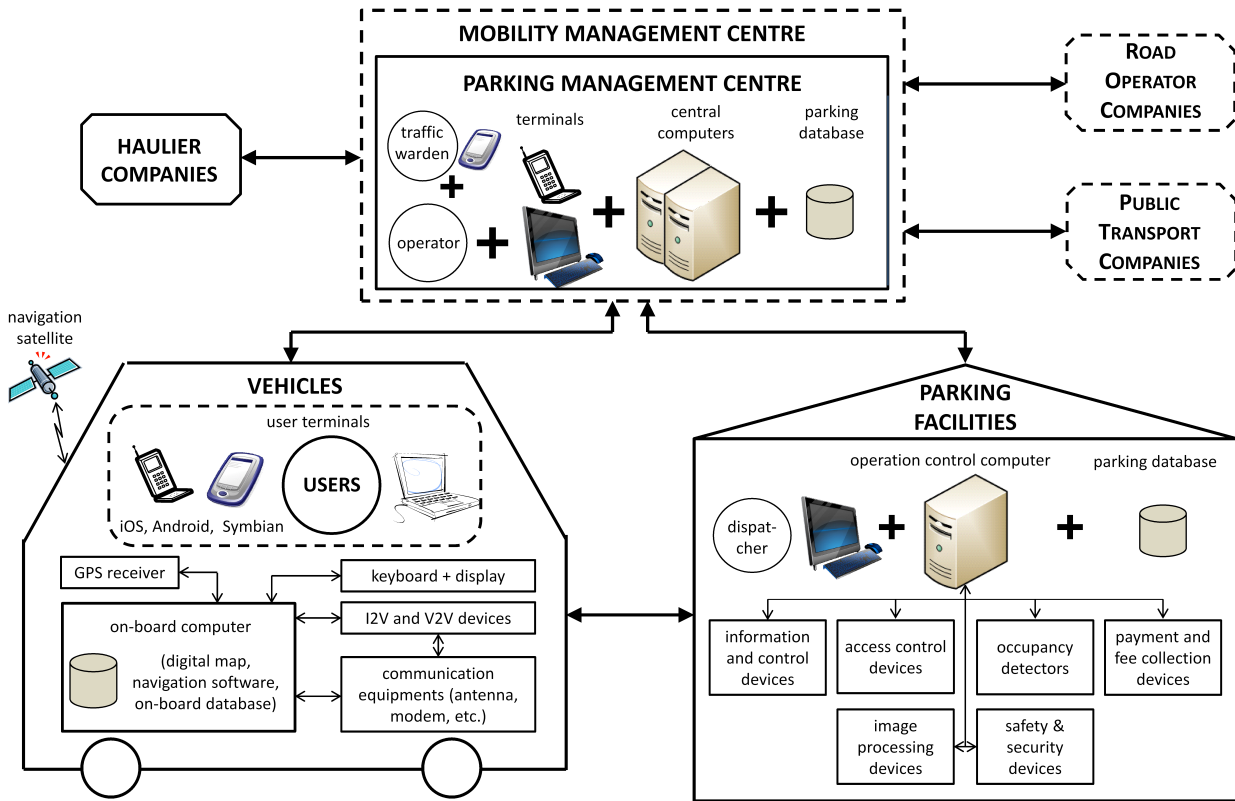 MOBILITY MANAGEMENT CENTRE
PARKING MANAGEMENT CENTRE
traffic
warden
terminals
central
computers
parking
database
operator
HAULIER
COMPANIES
ROAD
OPERATOR
COMPANIES
PUBLIC
TRANSPORT
COMPANIES
navigation
satellite
VEHICLES
user terminals
USERS
iOS, Android, Symbian
GPS receiver
keyboard + display
on-board computer
(digital map,
navigation software,
on-board database)
I2V and V2V devices
communication
equipments (antenna,
modem, etc.)
PARKING
FACILITIES
operation control computer
parking database
dispat-
cher
information
and control
devices
access control
devices
occupancy
detectors
payment and
fee collection
devices
image
processing
devices
safety &
security
devices